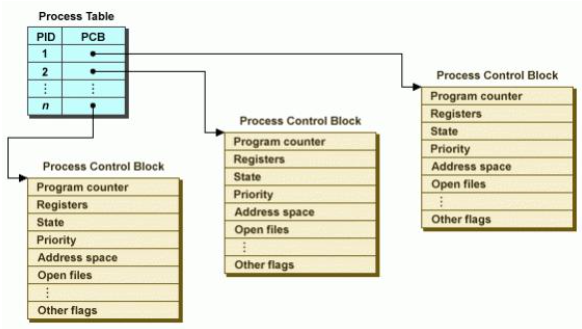 Process Table
PID PCB
1
2
⋮ ⋮
n
Process Control Block
Program counter
Registers
State
Priority
Address space
Open files
⋮
Other flags
Process Control Block
Program counter
Registers
State
Priority
Address space
Open files
⋮
Other flags
Process Control Block
Program counter
Registers
State
Priority
Address space
Open files
⋮
Other flags